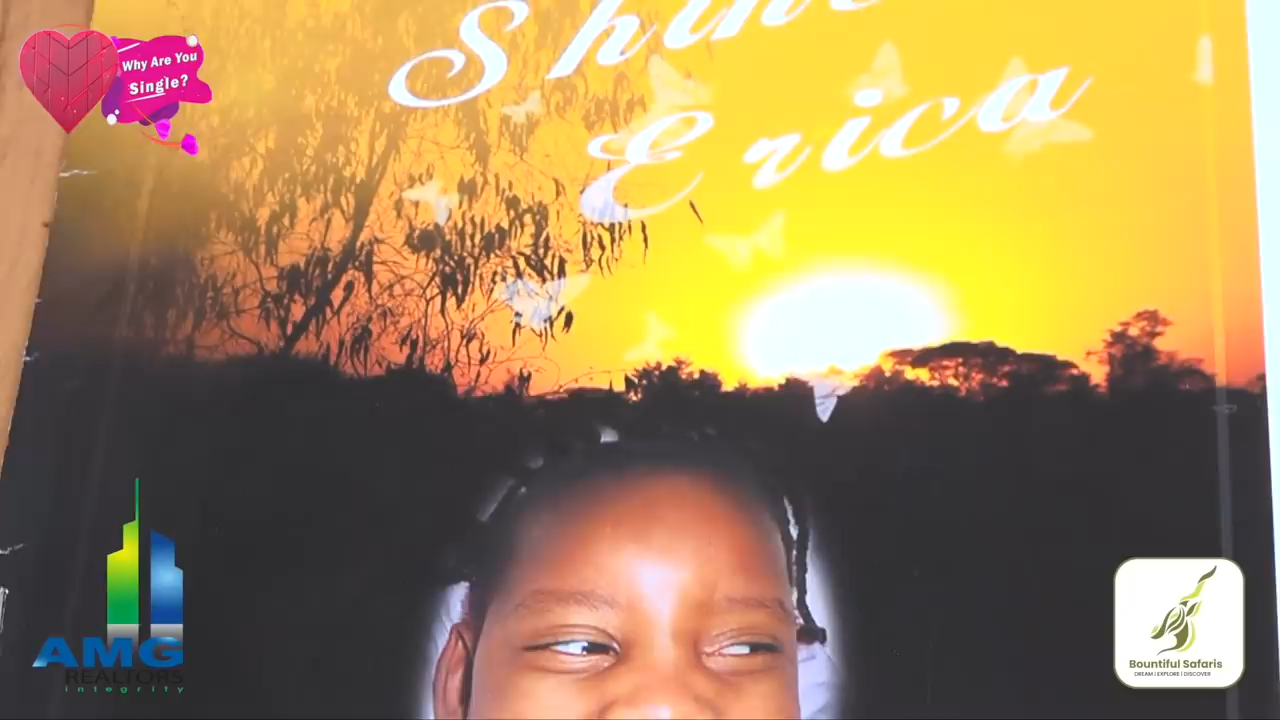 Shine
Erica
Why Are You
Single?
AMG
REALTORS
integrity
Bountiful Safaris
DREAM | EXPLORE | DISCOVER